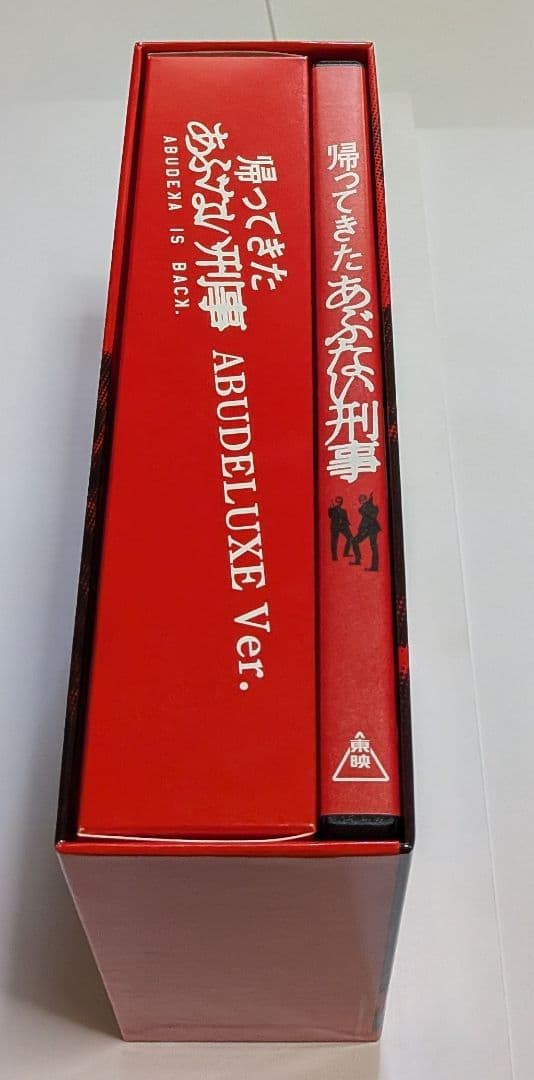 帰ってきた
あぶない刑事
ABUDEKA IS BACK.
ABUDELUXE Ver.
帰ってきたあぶない刑事
東映